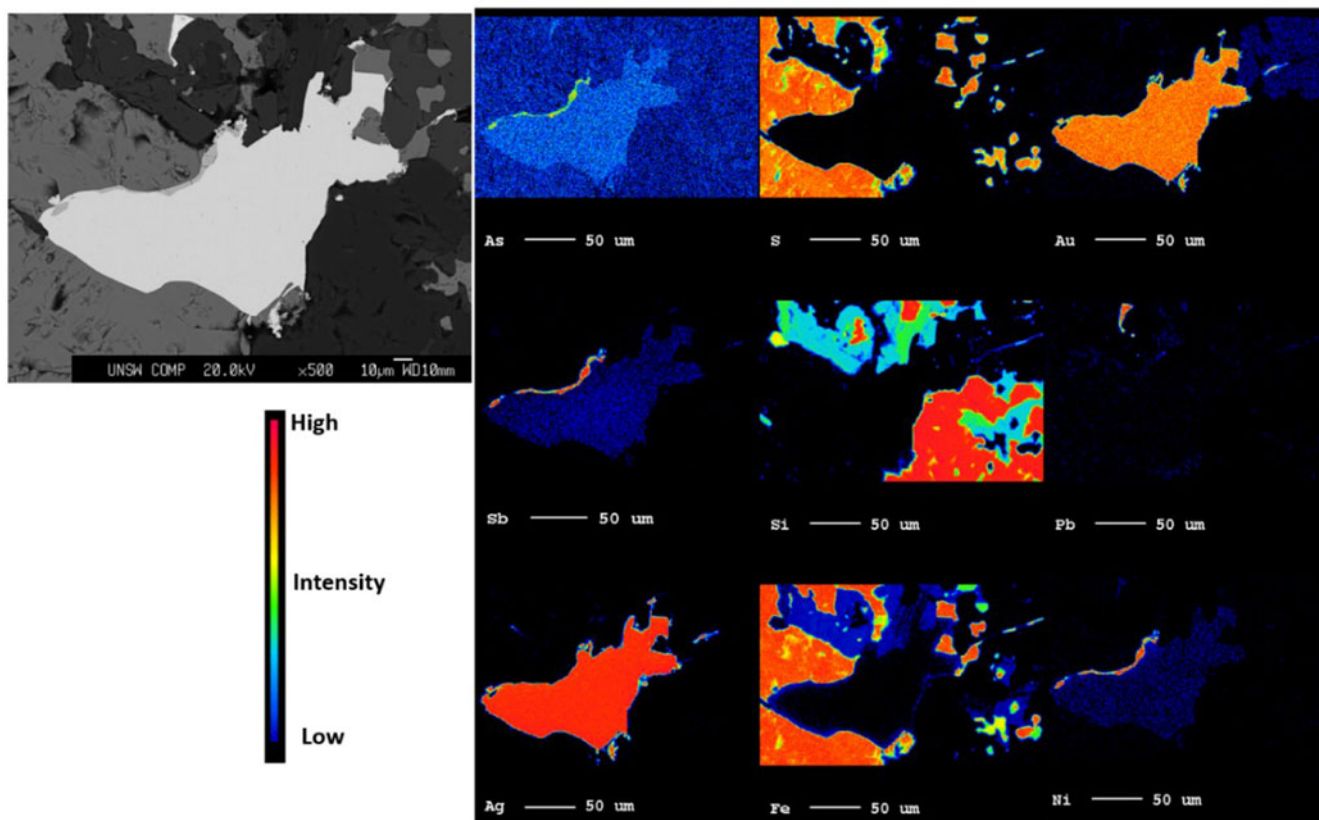 UNSW COMP 20.0kV ×500 10µm WD10mm
High
Intensity
Low
As 50 um
S 50 um
Au 50 um
Sb 50 um
Si 50 um
Pb 50 um
Ag 50 um
Fe 50 um
Ni 50 um